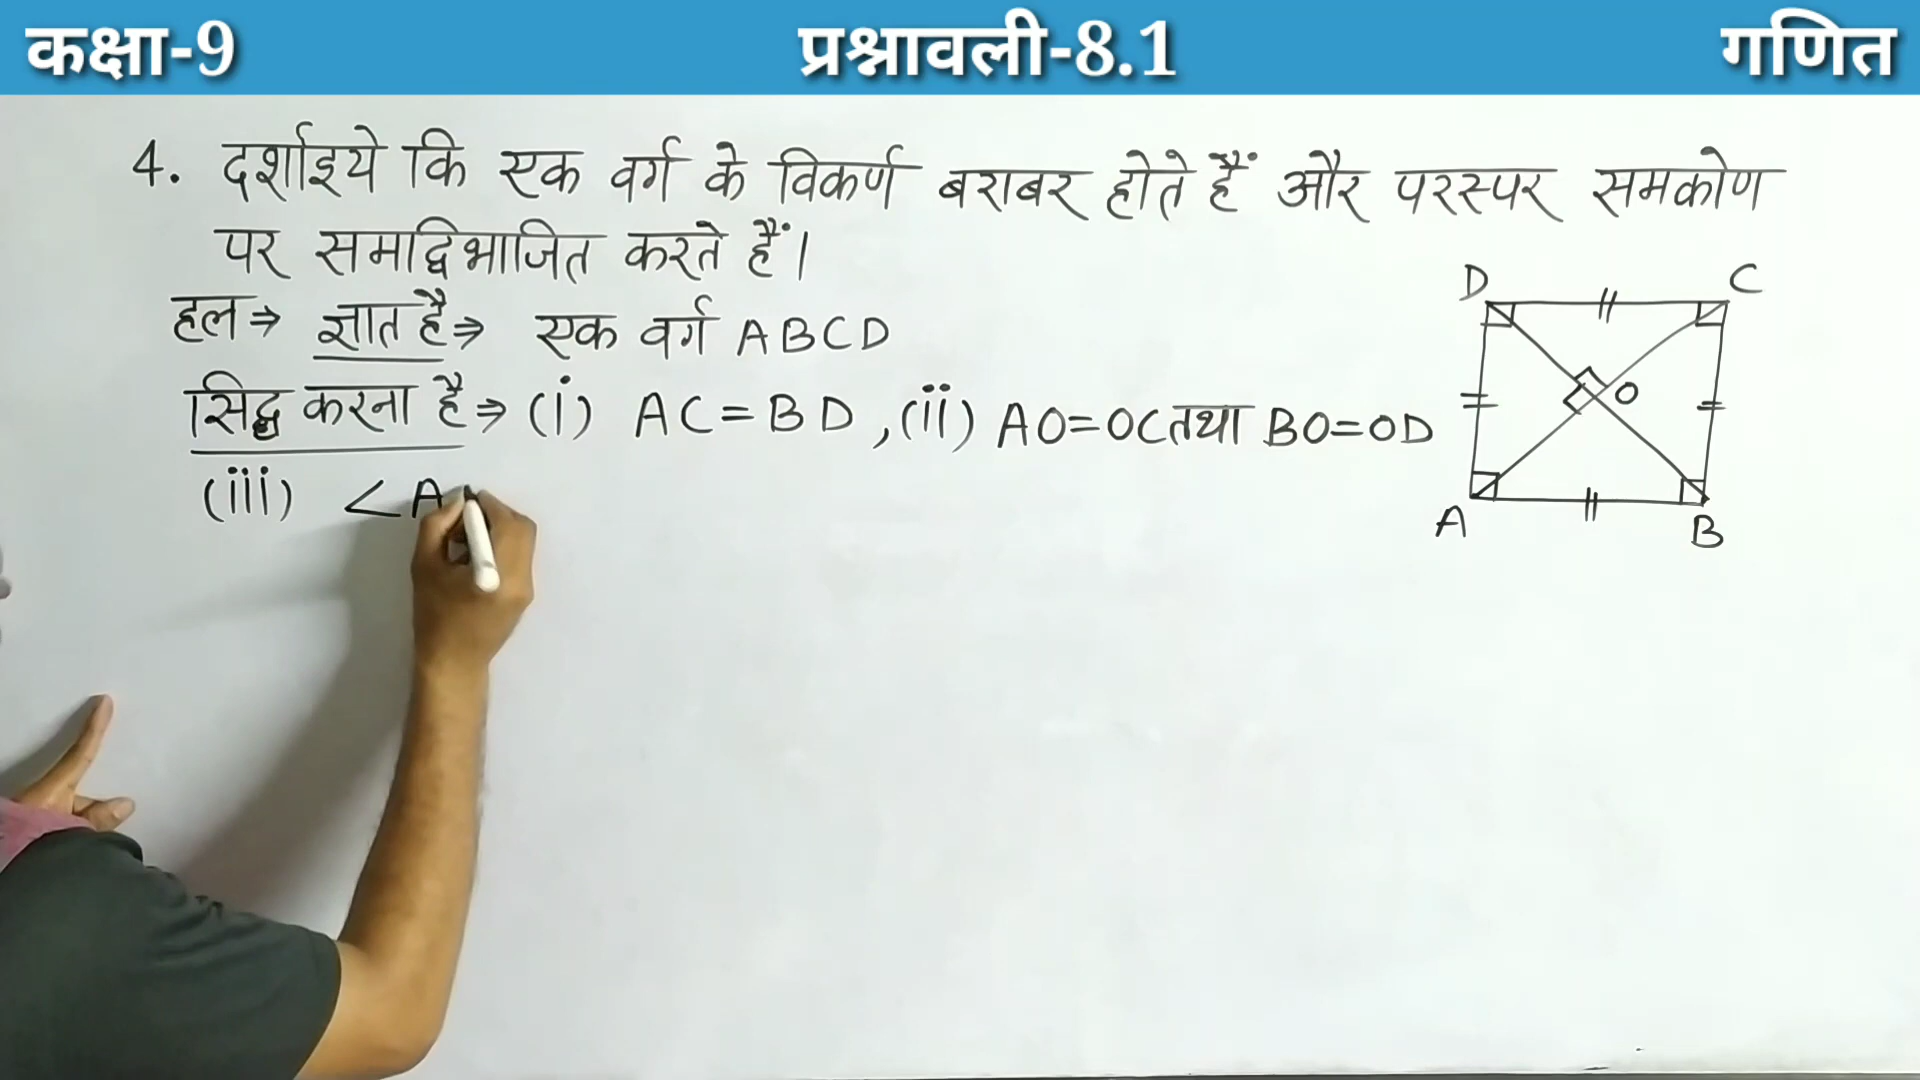 कक्षा-9 प्रश्नावली-8.1 गणित
4. दर्शाइये कि एक वर्ग के विकर्ण बराबर होते हैं और परस्पर समकोण
पर समद्विभाजित करते हैं।
हल⇒ ज्ञात है⇒ एक वर्ग ABCD
सिद्ध करना है⇒ (i) AC=BD, (ii) AO=OC तथा BO=OD
(iii) ∠A
D C
O
A B